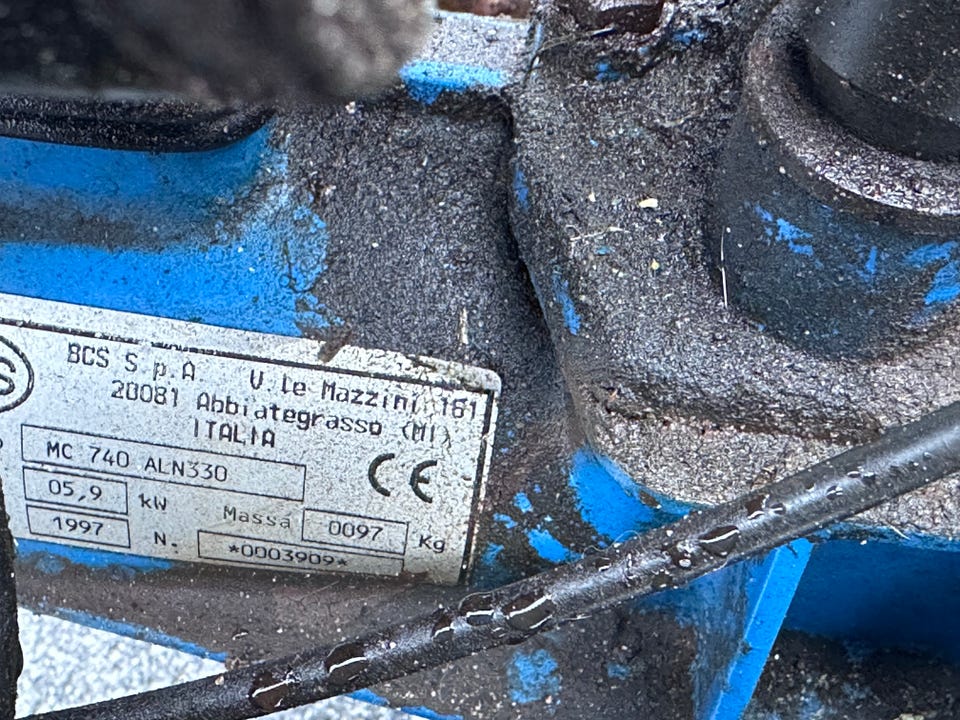 BCS S.p.A V. Le Mazzini 161
20081 Abbiategrasso (MI)
ITALIA
MC 740 ALN330
CE
05,9 kW
Massa 0097 Kg
1997 N. *0003909*